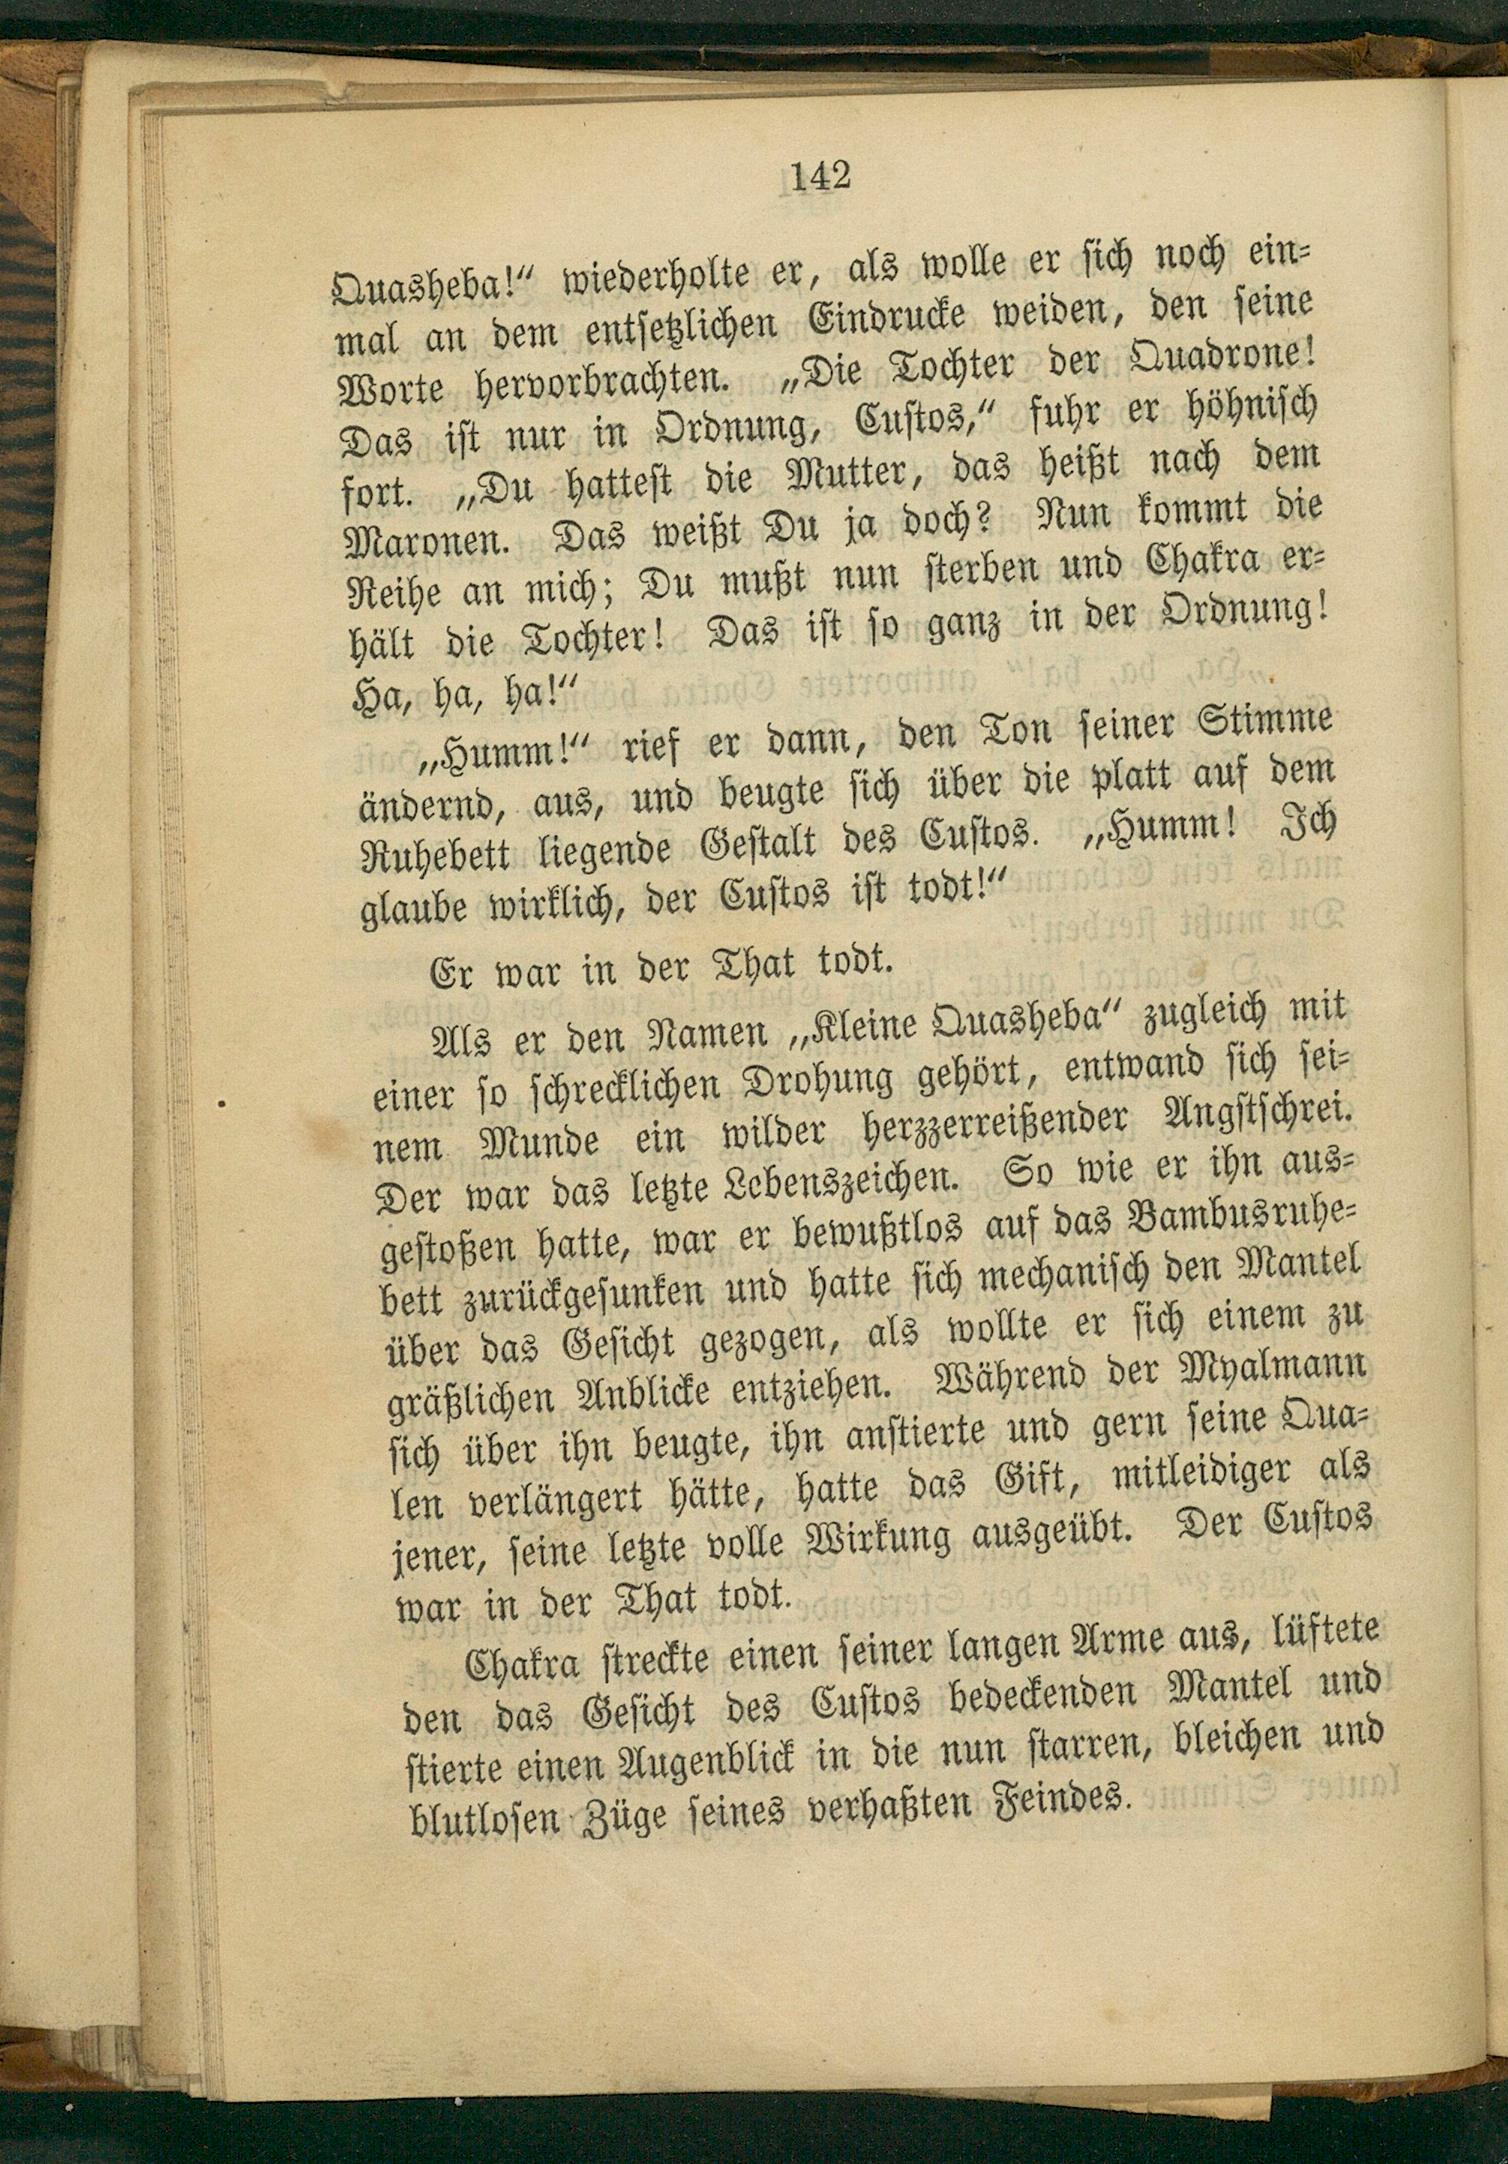 142
Quasheba!“ wiederholte er, als wolle er sich noch ein-
mal an dem entsetzlichen Eindrucke weiden, den seine
Worte hervorbrachten. „Die Tochter der Quadrone!
Das ist nur in Ordnung, Custos,“ fuhr er höhnisch
fort. „Du hattest die Mutter, das heißt nach dem
Maronen. Das weißt Du ja doch? Nun kommt die
Reihe an mich; Du mußt nun sterben und Chakra er-
hält die Tochter! Das ist so ganz in der Ordnung!
Ha, ha, ha!“
„Humm!“ rief er dann, den Ton seiner Stimme
ändernd, aus, und beugte sich über die platt auf dem
Ruhebett liegende Gestalt des Custos. „Humm! Ich
glaube wirklich, der Custos ist todt!“
Er war in der That todt.
Als er den Namen „Kleine Quasheba“ zugleich mit
einer so schrecklichen Drohung gehört, entwand sich sei-
nem Munde ein wilder herzzerreißender Angstschrei.
Der war das letzte Lebenszeichen. So wie er ihn aus-
gestoßen hatte, war er bewußtlos auf das Bambusruhe-
bett zurückgesunken und hatte sich mechanisch den Mantel
über das Gesicht gezogen, als wollte er sich einem zu
gräßlichen Anblicke entziehen. Während der Myalmann
sich über ihn beugte, ihn anstierte und gern seine Qua-
len verlängert hätte, hatte das Gift, mitleidiger als
jener, seine letzte volle Wirkung ausgeübt. Der Custos
war in der That todt.
Chakra streckte einen seiner langen Arme aus, lüftete
den das Gesicht des Custos bedeckenden Mantel und
stierte einen Augenblick in die nun starren, bleichen und
blutlosen Züge seines verhaßten Feindes.